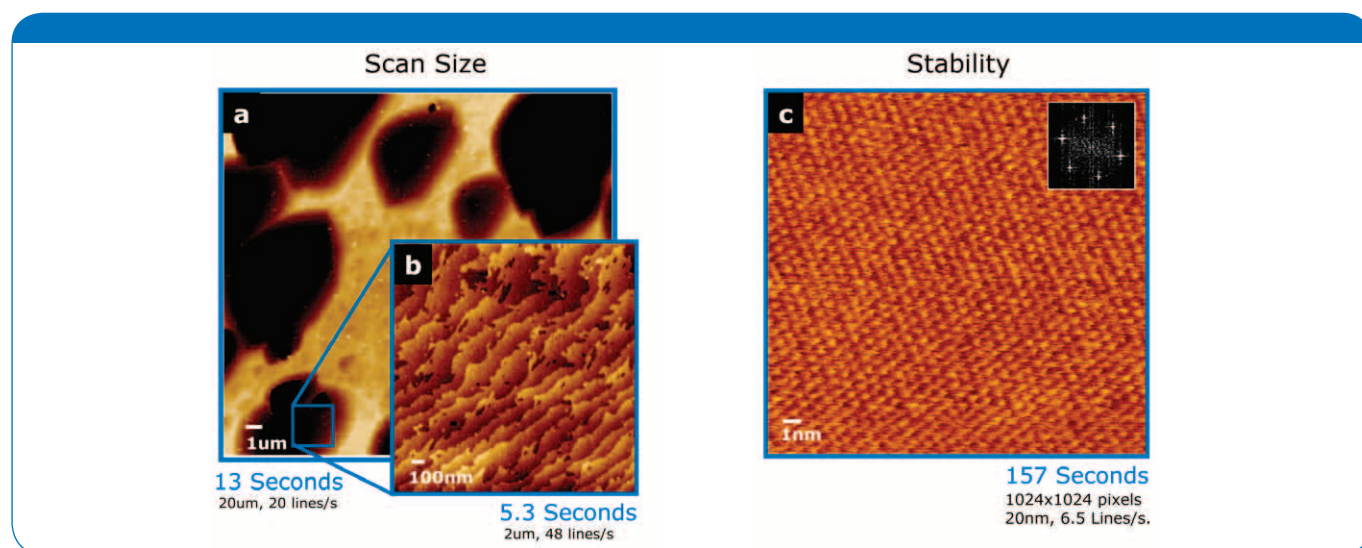 Scan Size
a
1um
b
100nm
13 Seconds
20um, 20 lines/s
5.3 Seconds
2um, 48 lines/s
Stability
c
1nm
157 Seconds
1024x1024 pixels
20nm, 6.5 Lines/s.